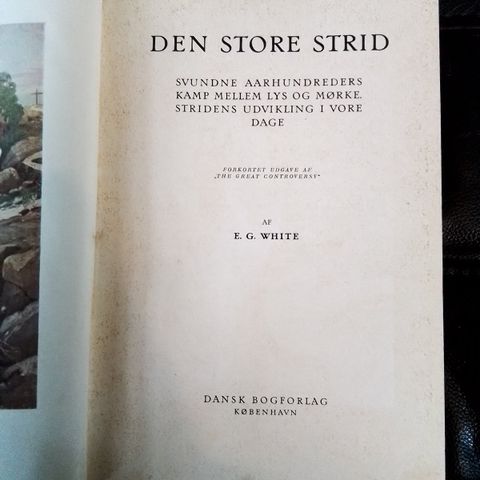 DEN STORE STRID
SVUNDNE AARHUNDREDERS
KAMP MELLEM LYS OG MØRKE.
STRIDENS UDVIKLING I VORE
DAGE
FORKORTET UDGAVE AF
„THE GREAT CONTROVERSY“
AF
E. G. WHITE
DANSK BOGFORLAG
KØBENHAVN